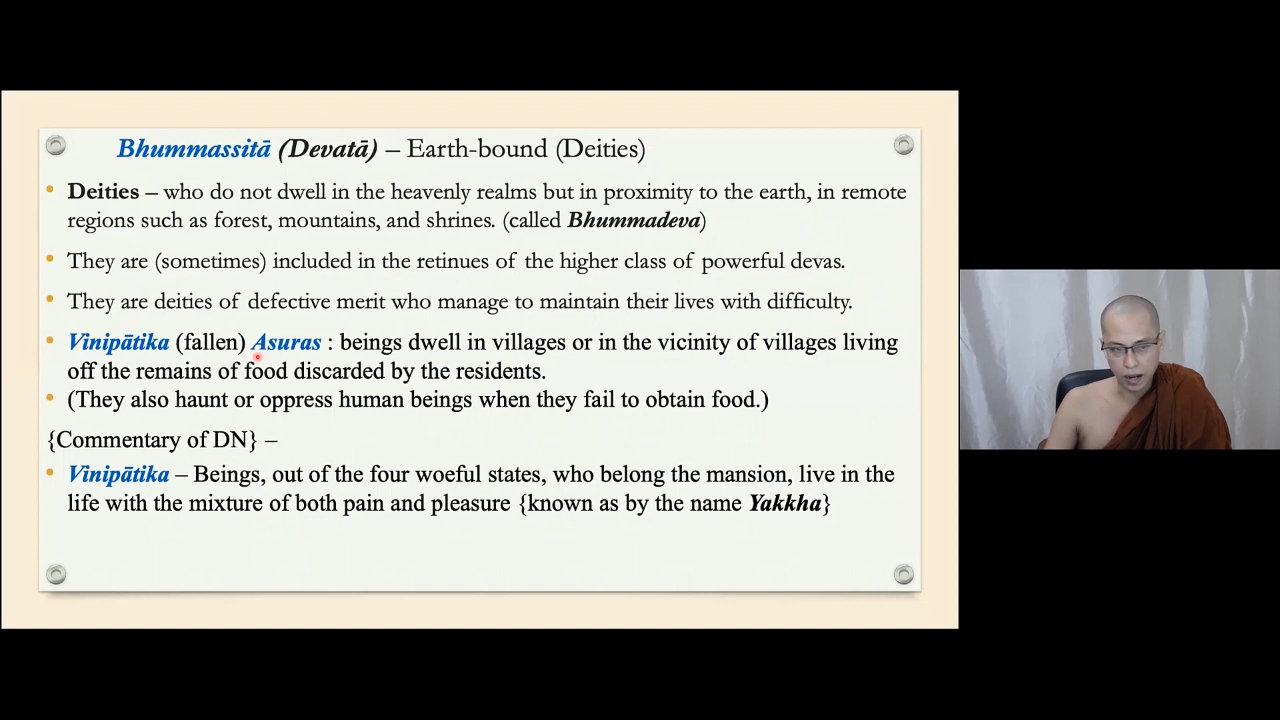 Bhummassitā (Devatā) – Earth-bound (Deities)
• Deities – who do not dwell in the heavenly realms but in proximity to the earth, in remote
regions such as forest, mountains, and shrines. (called Bhummadeva)
• They are (sometimes) included in the retinues of the higher class of powerful devas.
• They are deities of defective merit who manage to maintain their lives with difficulty.
• Vinipātika (fallen) Asuras : beings dwell in villages or in the vicinity of villages living
off the remains of food discarded by the residents.
• (They also haunt or oppress human beings when they fail to obtain food.)
{Commentary of DN} –
• Vinipātika – Beings, out of the four woeful states, who belong the mansion, live in the
life with the mixture of both pain and pleasure {known as by the name Yakkha}